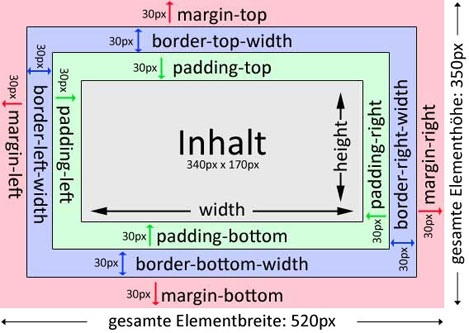 30px margin-top
30px border-top-width
30px padding-top
30px margin-left
30px border-left-width
30px padding-left
Inhalt
340px x 170px
height
width
30px padding-right
30px border-right-width
30px margin-right
30px padding-bottom
30px border-bottom-width
30px margin-bottom
gesamte Elementhöhe: 350px
gesamte Elementbreite: 520px